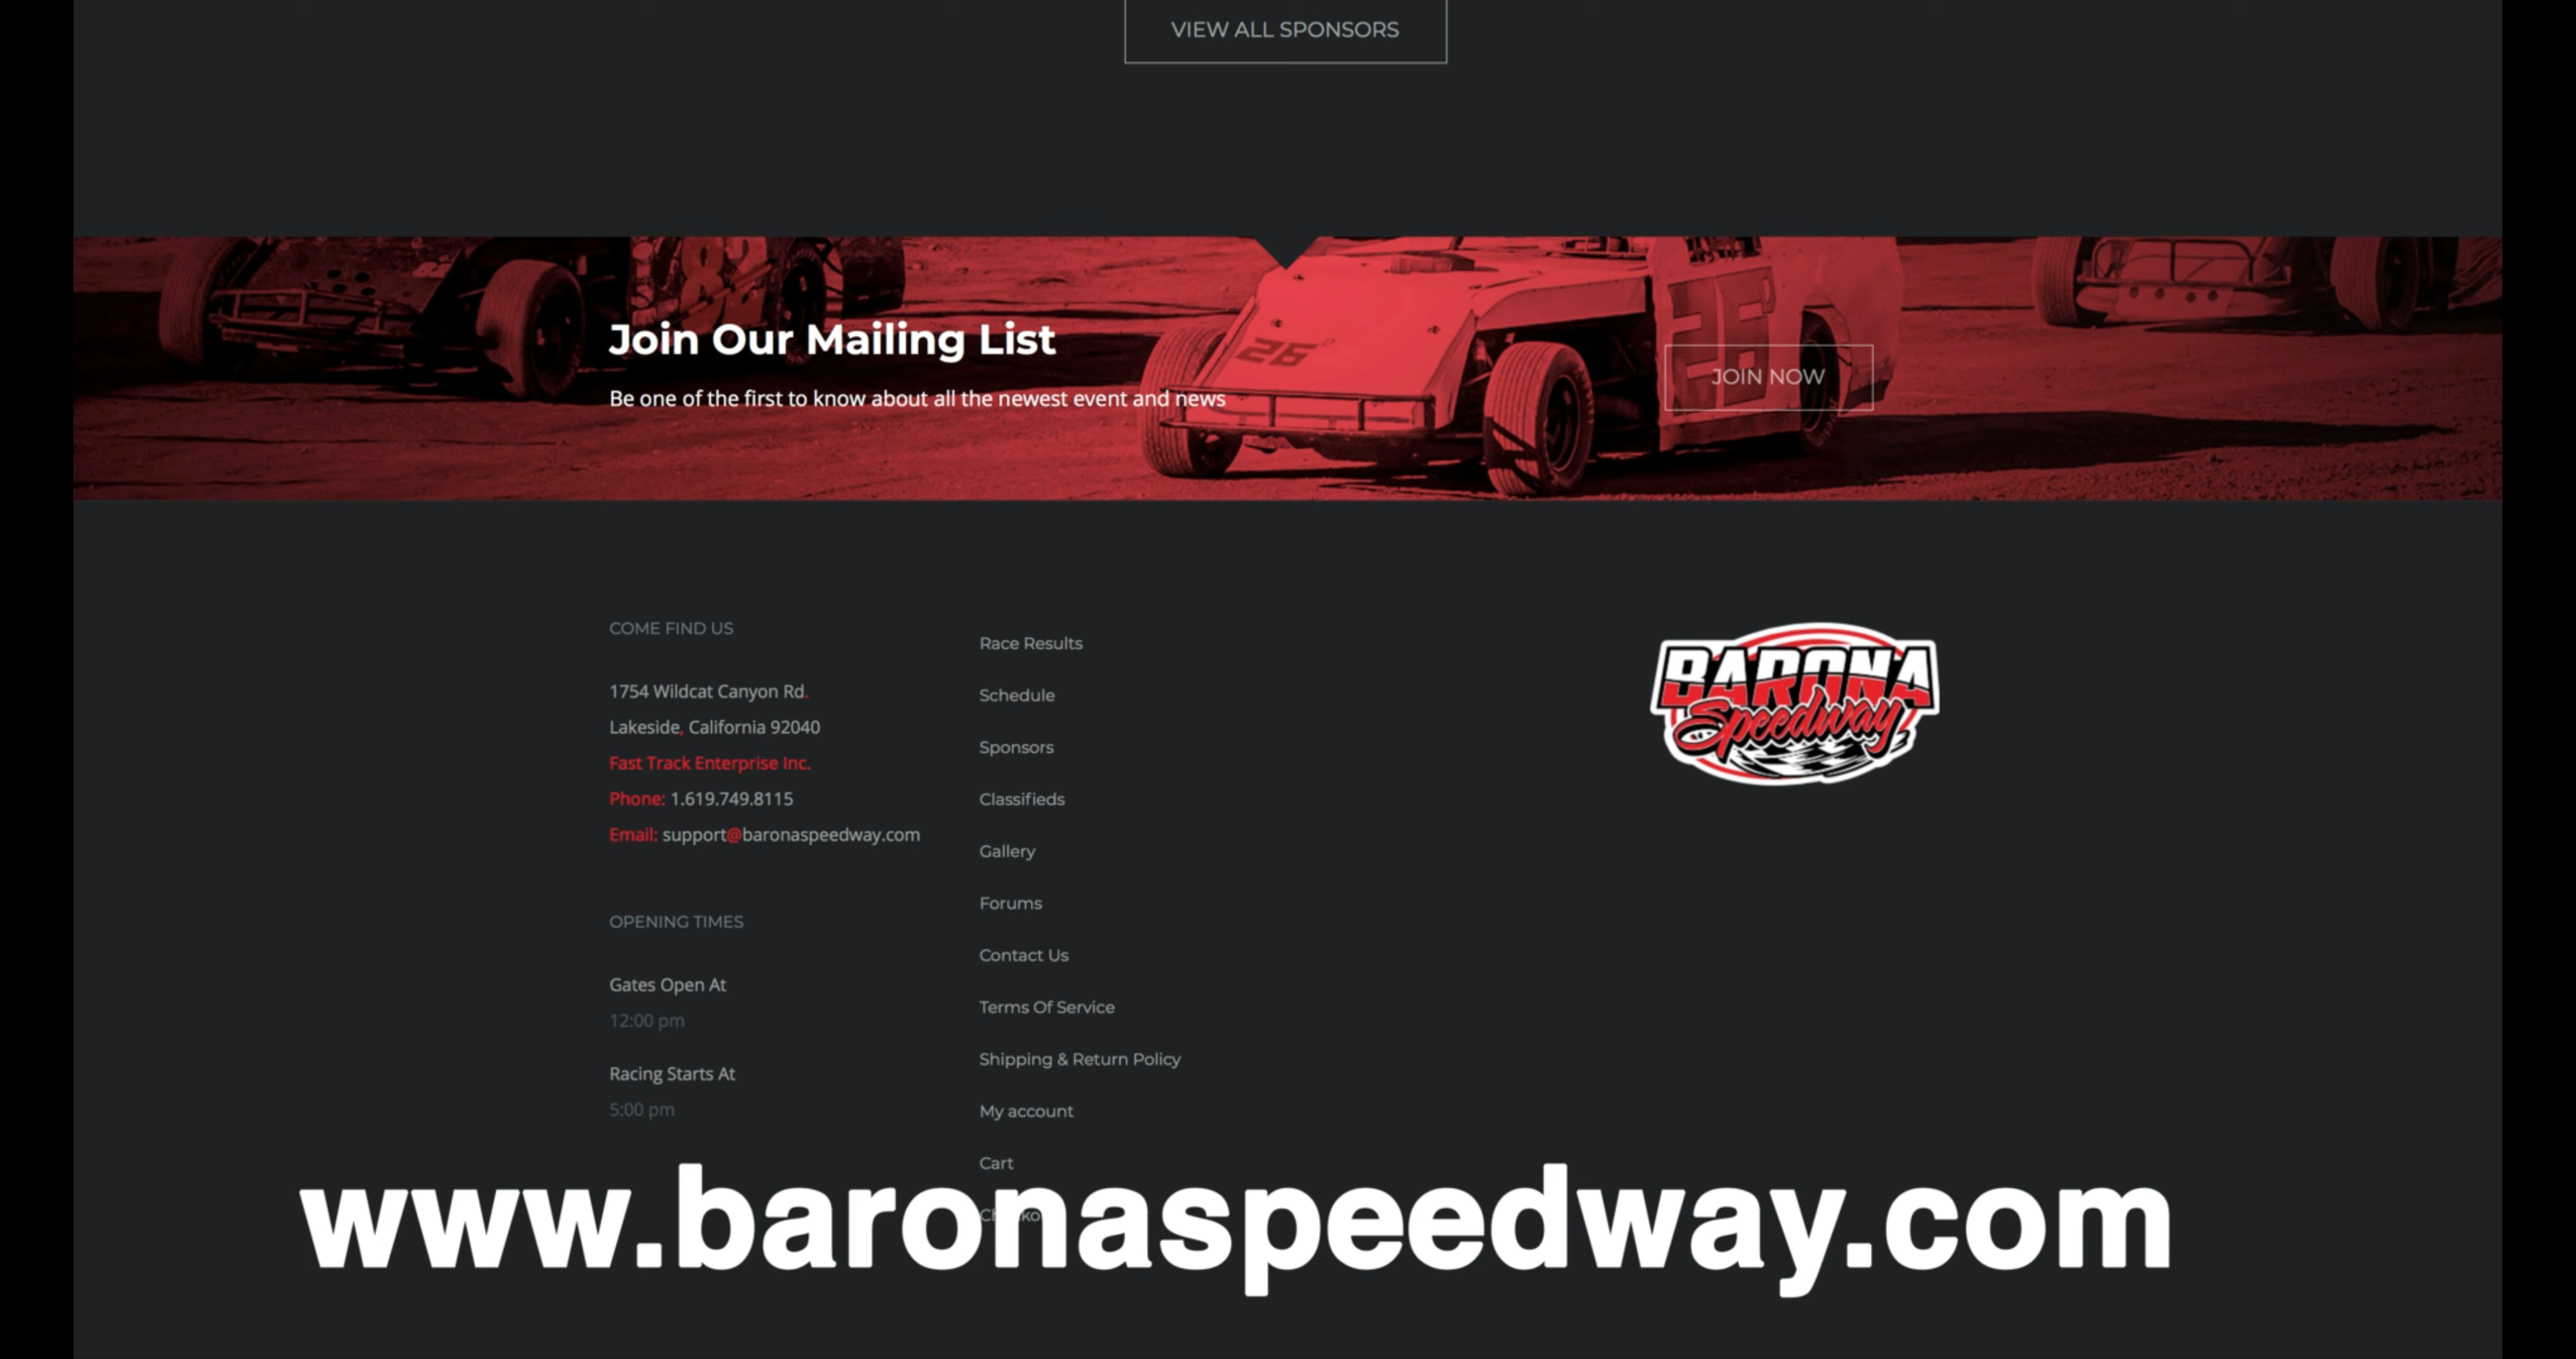 VIEW ALL SPONSORS
82
Join Our Mailing List
Be one of the first to know about all the newest event and news
26P
26P
JOIN NOW
COME FIND US
1754 Wildcat Canyon Rd.
Lakeside, California 92040
Fast Track Enterprise Inc.
Phone: 1.619.749.8115
Email: support@baronaspeedway.com
OPENING TIMES
Gates Open At
12:00 pm
Racing Starts At
5:00 pm
Race Results
Schedule
Sponsors
Classifieds
Gallery
Forums
Contact Us
Terms Of Service
Shipping & Return Policy
My account
Cart
BARONA
Speedway
www.baronaspeedway.com